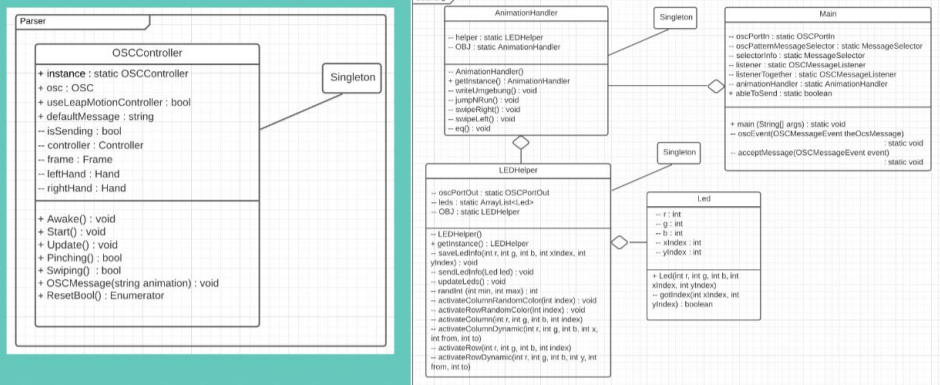 Parser
OSCController
+ instance : static OSCController
+ osc : OSC
+ useLeapMotionController : bool
+ defaultMessage : string
-- isSending : bool
-- controller : Controller
-- frame : Frame
-- leftHand : Hand
-- rightHand : Hand
+ Awake() : void
+ Start() : void
+ Update() : void
+ Pinching() : bool
+ Swiping() : bool
+ OSCMessage(string animation) : void
+ ResetBool() : Enumerator
Singleton
AnimationHandler
-- helper : static LEDHelper
-- OBJ : static AnimationHandler
-- AnimationHandler()
+ getInstance() : AnimationHandler
-- writeUmgebung() : void
-- jumpNRun() : void
-- swipeRight() : void
-- swipeLeft() : void
-- eq() : void
Singleton
Main
-- oscPortIn : static OSCPortIn
-- oscPatternMessageSelector : static MessageSelector
-- selectorInfo : static MessageSelector
-- listener : static OSCMessageListener
-- listenerTogether : static OSCMessageListener
-- animationHandler : static AnimationHandler
+ ableToSend : static boolean
+ main (String[] args) : static void
-- oscEvent(OSCMessageEvent theOcsMessage)
: static void
-- acceptMessage(OSCMessageEvent event)
: static void
LEDHelper
-- oscPortOut : static OSCPortOut
-- leds : static ArrayList<Led>
-- OBJ : static LEDHelper
-- LEDHelper()
+ getInstance() : LEDHelper
-- saveLedInfo(int r, int g, int b, int xIndex, int
yIndex) : void
-- sendLedInfo(Led led) : void
-- updateLeds() : void
-- randInt (int min, int max) : int
-- activateColumnRandomColor(int index) : void
-- activateRowRandomColor(int index) : void
-- activateColumn(int r, int g, int b, int index)
-- activateColumnDynamic(int r, int g, int b, int x,
int from, int to)
-- activateRow(int r, int g, int b, int index)
-- activateRowDynamic(int r, int g, int b, int y, int
from, int to)
Singleton
Led
-- r : int
-- g : int
-- b : int
-- xIndex : int
-- yIndex : int
+ Led(int r, int g, int b, int
xIndex, int yIndex)
-- gotIndex(int xIndex, int
yIndex) : boolean